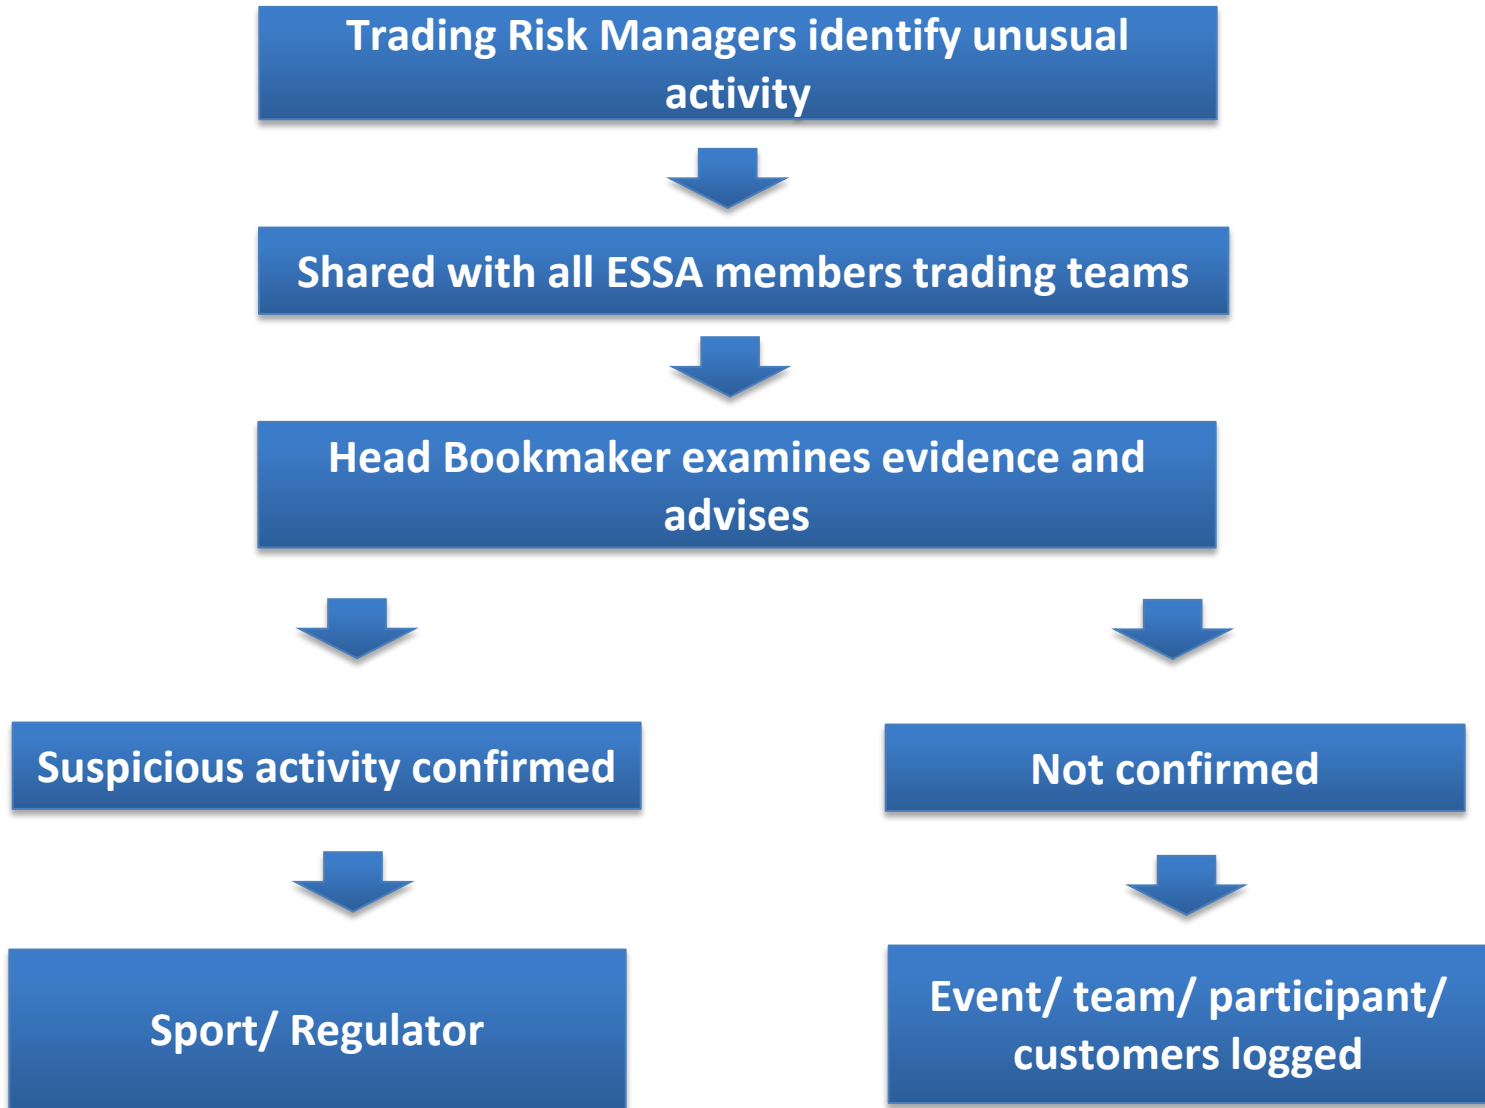 Trading Risk Managers identify unusual
activity
Shared with all ESSA members trading teams
Head Bookmaker examines evidence and
advises
Suspicious activity confirmed
Not confirmed
Sport/ Regulator
Event/ team/ participant/
customers logged